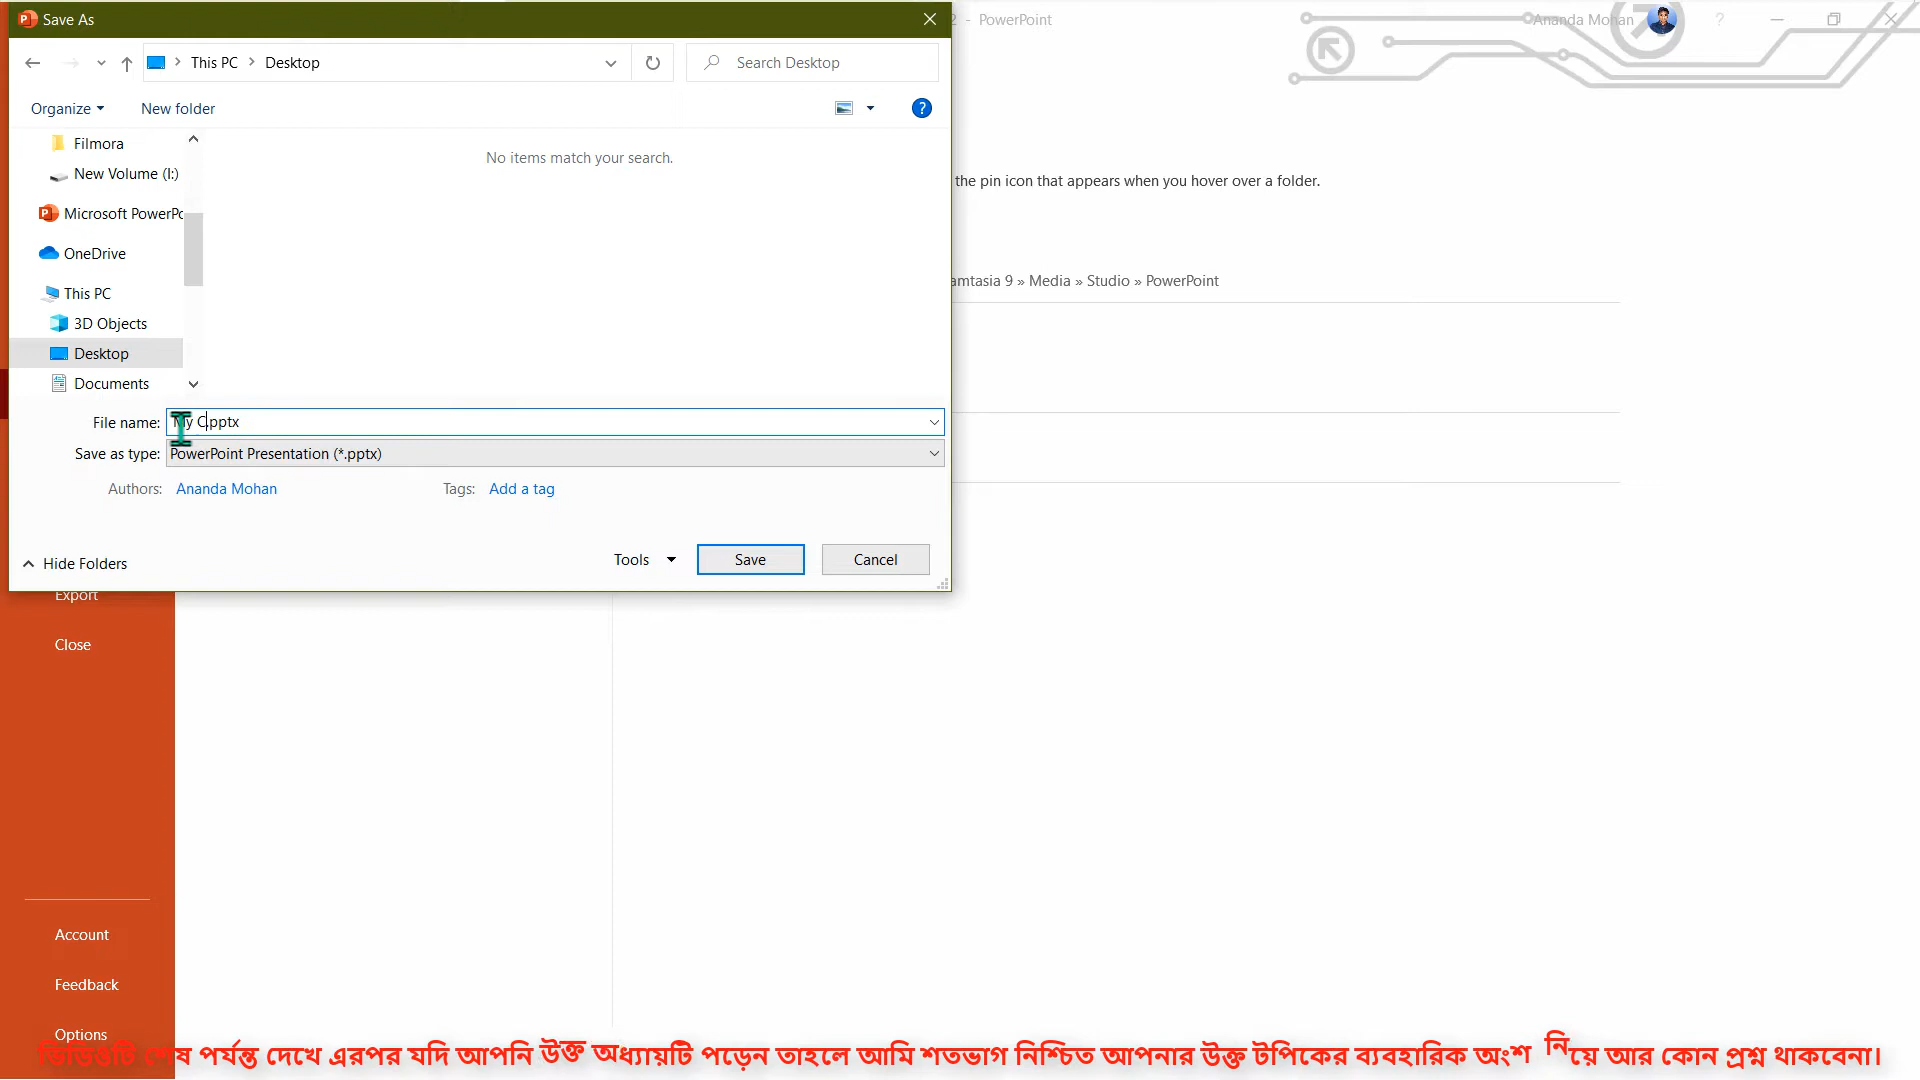 Save As
2 - PowerPoint
Ananda Mohan
?
This PC
Desktop
Search Desktop
Organize
New folder
?
Filmora
New Volume (I:)
Microsoft PowerPo
OneDrive
This PC
3D Objects
Desktop
Documents
No items match your search.
the pin icon that appears when you hover over a folder.
amtasia 9 » Media » Studio » PowerPoint
File name: My C.pptx
Save as type: PowerPoint Presentation (*.pptx)
Authors: Ananda Mohan Tags: Add a tag
Hide Folders
Tools
Save
Cancel
Export
Close
Account
Feedback
Options
ভিডিওটি শেষ পর্যন্ত দেখে এরপর যদি আপনি উক্ত অধ্যায়টি পড়েন তাহলে আমি শতভাগ নিশ্চিত আপনার উক্ত টপিকের ব্যবহারিক অংশ নিয়ে আর কোন প্রশ্ন থাকবেনা।